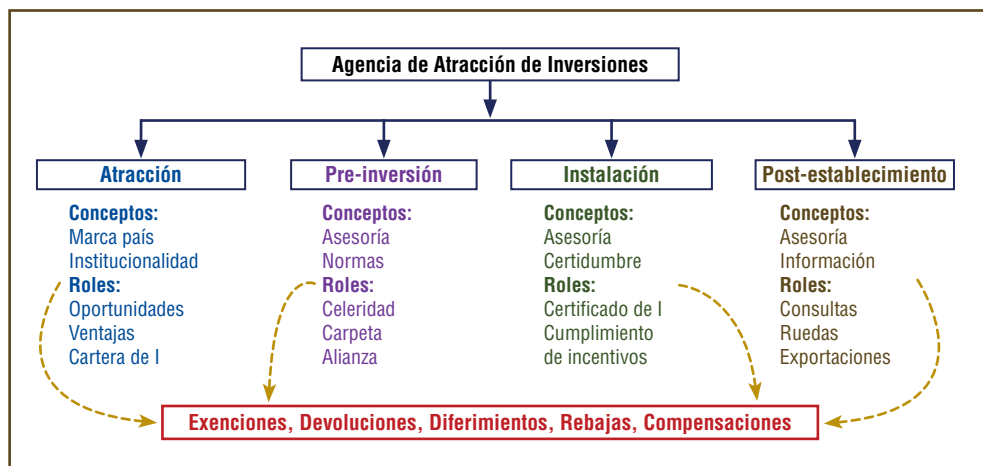 Agencia de Atracción de Inversiones
Atracción
Conceptos:
Marca país
Institucionalidad
Roles:
Oportunidades
Ventajas
Cartera de I
Pre-inversión
Conceptos:
Asesoría
Normas
Roles:
Celeridad
Carpeta
Alianza
Instalación
Conceptos:
Asesoría
Certidumbre
Roles:
Certificado de I
Cumplimiento
de incentivos
Post-establecimiento
Conceptos:
Asesoría
Información
Roles:
Consultas
Ruedas
Exportaciones
Exenciones, Devoluciones, Diferimientos, Rebajas, Compensaciones